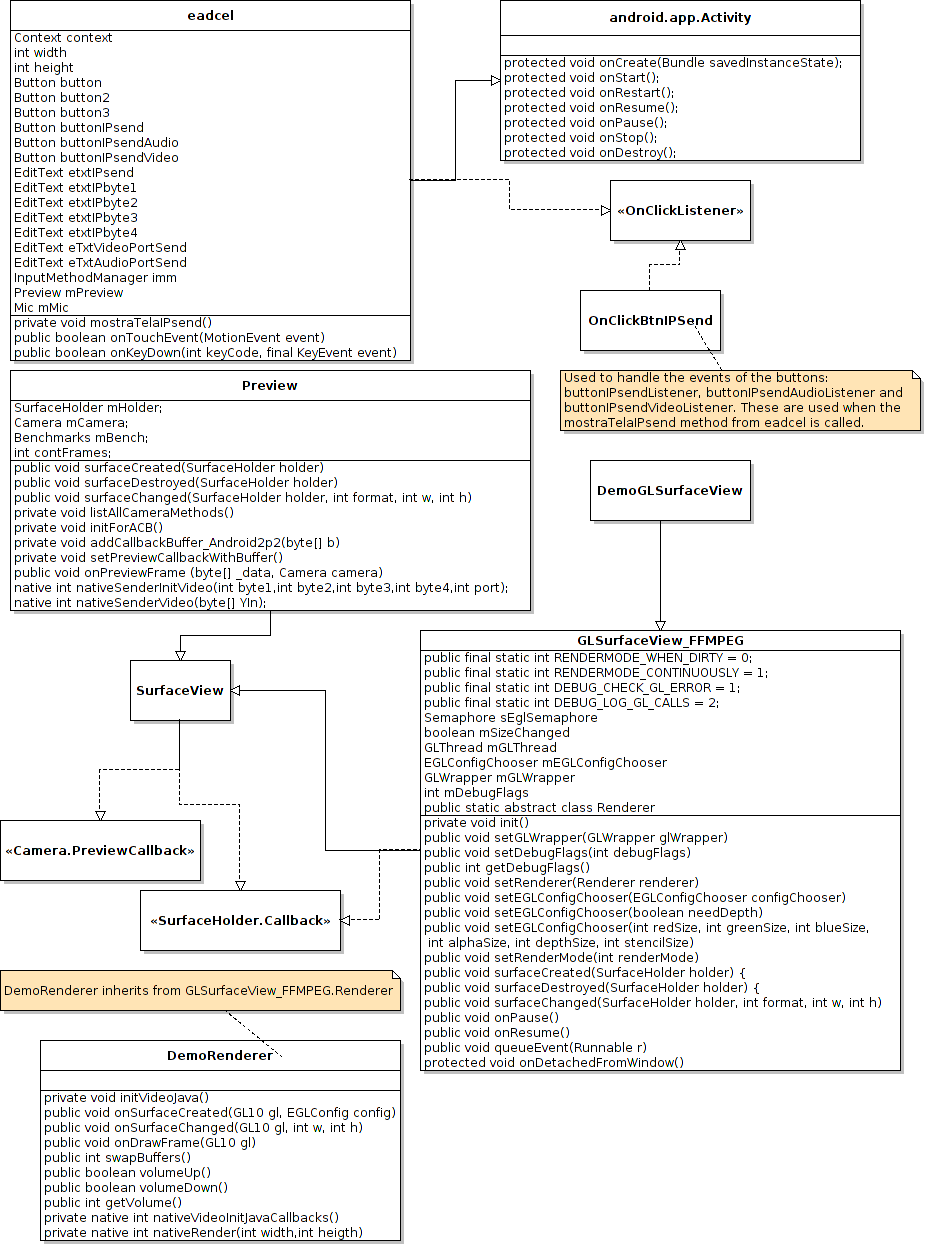 eadcel
Context context
int width
int height
Button button
Button button2
Button button3
Button buttonIPsend
Button buttonIPsendAudio
Button buttonIPsendVideo
EditText etxtIPsend
EditText etxtIPbyte1
EditText etxtIPbyte2
EditText etxtIPbyte3
EditText etxtIPbyte4
EditText eTxtVideoPortSend
EditText eTxtAudioPortSend
InputMethodManager imm
Preview mPreview
Mic mMic
private void mostraTelaIPsend()
public boolean onTouchEvent(MotionEvent event)
public boolean onKeyDown(int keyCode, final KeyEvent event)
android.app.Activity
protected void onCreate(Bundle savedInstanceState);
protected void onStart();
protected void onRestart();
protected void onResume();
protected void onPause();
protected void onStop();
protected void onDestroy();
«OnClickListener»
OnClickBtnIPSend
Used to handle the events of the buttons:
buttonIPsendListener, buttonIPsendAudioListener and
buttonIPsendVideoListener. These are used when the
mostraTelaIPsend method from eadcel is called.
Preview
SurfaceHolder mHolder;
Camera mCamera;
Benchmarks mBench;
int contFrames;
public void surfaceCreated(SurfaceHolder holder)
public void surfaceDestroyed(SurfaceHolder holder)
public void surfaceChanged(SurfaceHolder holder, int format, int w, int h)
private void listAllCameraMethods()
private void initForACB()
private void addCallbackBuffer_Android2p2(byte[] b)
private void setPreviewCallbackWithBuffer()
public void onPreviewFrame (byte[] _data, Camera camera)
native int nativeSenderInitVideo(int byte1,int byte2,int byte3,int byte4,int port);
native int nativeSenderVideo(byte[] YIn);
DemoGLSurfaceView
SurfaceView
«Camera.PreviewCallback»
«SurfaceHolder.Callback»
GLSurfaceView_FFMPEG
public final static int RENDERMODE_WHEN_DIRTY = 0;
public final static int RENDERMODE_CONTINUOUSLY = 1;
public final static int DEBUG_CHECK_GL_ERROR = 1;
public final static int DEBUG_LOG_GL_CALLS = 2;
Semaphore sEglSemaphore
boolean mSizeChanged
GLThread mGLThread
EGLConfigChooser mEGLConfigChooser
GLWrapper mGLWrapper
int mDebugFlags
public static abstract class Renderer
private void init()
public void setGLWrapper(GLWrapper glWrapper)
public void setDebugFlags(int debugFlags)
public int getDebugFlags()
public void setRenderer(Renderer renderer)
public void setEGLConfigChooser(EGLConfigChooser configChooser)
public void setEGLConfigChooser(boolean needDepth)
public void setEGLConfigChooser(int redSize, int greenSize, int blueSize,
int alphaSize, int depthSize, int stencilSize)
public void setRenderMode(int renderMode)
public void surfaceCreated(SurfaceHolder holder) {
public void surfaceDestroyed(SurfaceHolder holder) {
public void surfaceChanged(SurfaceHolder holder, int format, int w, int h)
public void onPause()
public void onResume()
public void queueEvent(Runnable r)
protected void onDetachedFromWindow()
DemoRenderer inherits from GLSurfaceView_FFMPEG.Renderer
DemoRenderer
private void initVideoJava()
public void onSurfaceCreated(GL10 gl, EGLConfig config)
public void onSurfaceChanged(GL10 gl, int w, int h)
public void onDrawFrame(GL10 gl)
public int swapBuffers()
public boolean volumeUp()
public boolean volumeDown()
public int getVolume()
private native int nativeVideoInitJavaCallbacks()
private native int nativeRender(int width,int heigth)